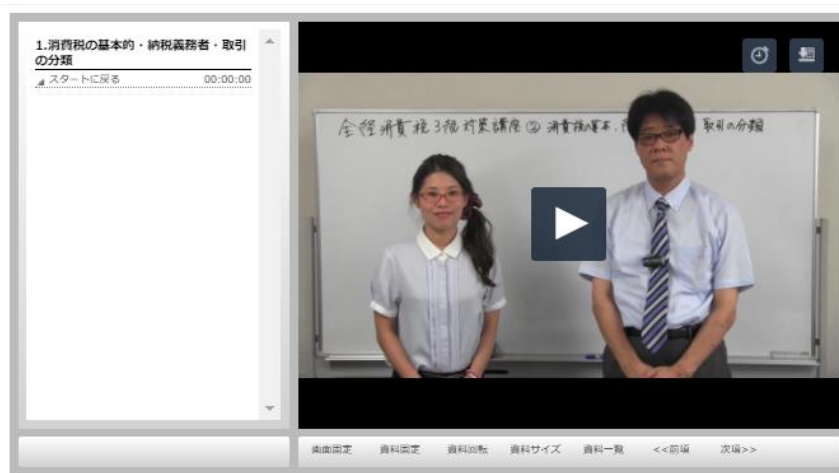 1.消費税の基本的・納税義務者・取引
の分類
スタートに戻る 00:00:00
全経消費税3級対策講座② 消費税の基本、
取引の分類
画面固定 資料固定 資料回転 資料サイズ 資料一覧 <<前項 次項>>